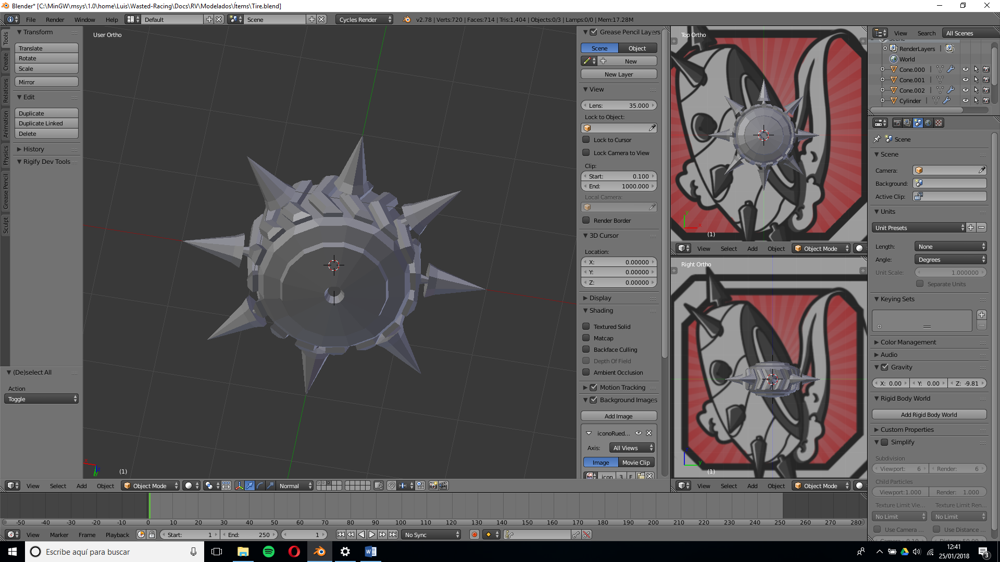 Blender* [C:\MinGW\msys\1.0\home\Luis\Wasted-Racing\Docs\RV\Modelados\Ítems\Tire.blend]
File Render Window Help Default Scene Cycles Render v2.78 | Verts:720 | Faces:714 | Tris:1,404 | Objects:0/3 | Lamps:0/0 | Mem:17.28M
Tools
Create
Relations
Animation
Physics
Grease Pencil
Sculpt
Transform
Translate
Rotate
Scale
Mirror
Edit
Duplicate
Duplicate Linked
Delete
History
Rigify Dev Tools
(De)select All
Action
Toggle
User Ortho
(1)
Grease Pencil Layers
Scene Object
New
New Layer
View
Lens: 35.000
Lock to Object:
Lock to Cursor
Lock Camera to View
Clip:
Start: 0.100
End: 1000.000
Local Camera:
Render Border
3D Cursor
Location:
X: 0.00000
Y: 0.00000
Z: 0.00000
Display
Shading
Textured Solid
Matcap
Backface Culling
Depth Of Field
Ambient Occlusion
Motion Tracking
Background Images
Add Image
iconoRued...
Axis: All Views
Image Movie Clip
icon 3 F
Top Ortho
y
(1)
View Select Add Object Object Mode
Right Ortho
y
(1)
View Select Add Object Object Mode
View Search All Scenes
RenderLayers
World
Cone.000
Cone.001
Cone.002
Cylinder
Scene
Scene
Camera:
Background:
Active Clip:
Units
Unit Presets
Length: None
Angle: Degrees
Unit Scale: 1.000000
Separate Units
Keying Sets
Color Management
Audio
Gravity
X: 0.00 Y: 0.00 Z: -9.81
Rigid Body World
Add Rigid Body World
Custom Properties
Simplify
Subdivision
Viewport: 6 Render: 6
Child Particles
Viewport:1.000 Render: 1.000
Texture Limit Vie... Texture Limit Ren...
No Limit No Limit
Use Camera ... Use Distance ...
View Select Add Object Object Mode Normal
-50 -40 -30 -20 -10 0 10 20 30 40 50 60 70 80 90 100 110 120 130 140 150 160 170 180 190 200 210 220 230 240 250 260 270 280
View Marker Frame Playback Start: 1 End: 250 1 No Sync
Escribe aquí para buscar
12:41
25/01/2018
3